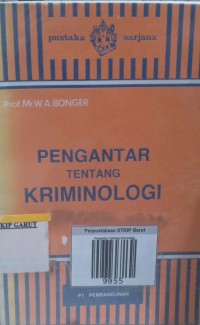 pustaka sarjana
Prof. Mr. W.A. BONGER
PENGANTAR
TENTANG
KRIMINOLOGI
KIP GARUT
Perpustakaan STKIP Garut
9955
PT. PEMBANGUNAN